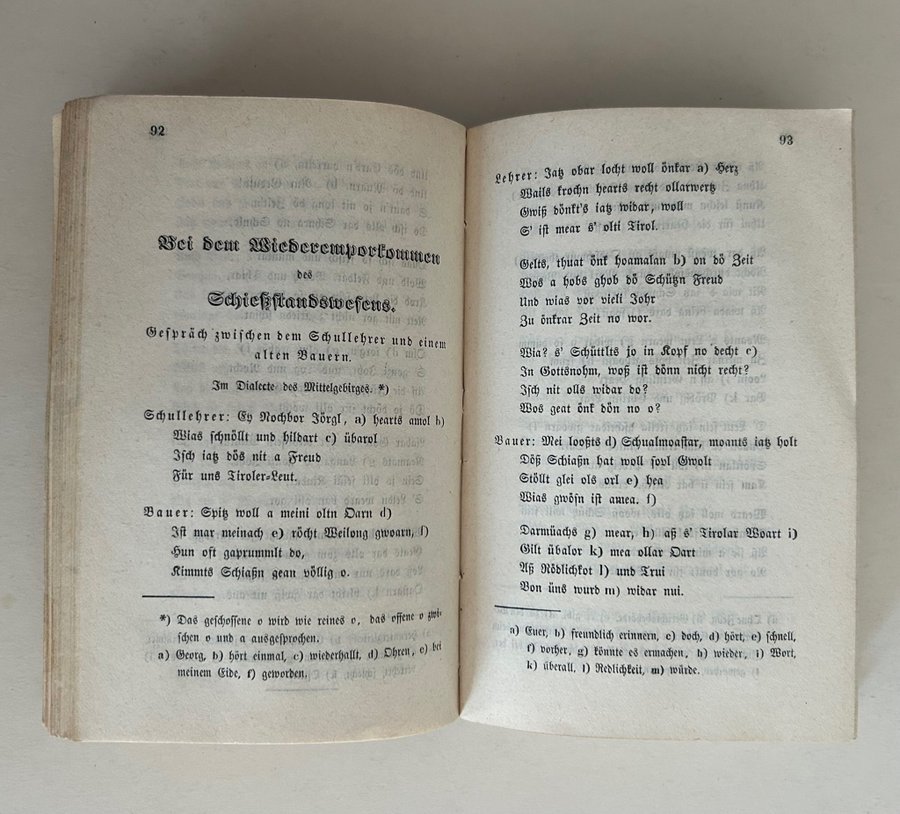 92
Bei dem Wiederemporkommen
des
Schießstandswesens.
Gespräch zwischen dem Schullehrer und einem
alten Bauern.
Im Dialecte des Mittelgebirges. *)
Schullehrer: Ey Nochbor Jörgl, a) hearts amol b)
Wias schnöllt und hildart c) übarol
Isch iatz dös nit a Freud
Für uns Tiroler-Leut.
Bauer: Spitz woll a meini oltn Oarn d)
Ist mar meinach e) röcht Weilong gwoarn, f)
Hun oft gaprummlt do,
Kimmts Schiaßn gean völlig o.
*) Das geschossene o wird wie reines o, das offene o zwi-
schen o und a ausgesprochen.
a) Georg, b) hört einmal, c) wiederhallt, d) Ohren, e) bei
meinem Eide, f) geworden.
93
Lehrer: Jatz obar locht woll önkar a) Herz
Wails krochn hearts recht ollarwertz
Gwiß dönkt's iatz widar, woll
S' ist mear s' olti Tirol.
Gelts, thuat önk hoamalan b) on dö Zeit
Wos a hobs ghob dö Schützn Freud
Und wias vor vieli Johr
Zu önkrar Zeit no wor.
Wia? s' Schüttlts jo in Kopf no decht c)
In Gottsnohm, woß ist dönn nicht recht?
Isch nit olls widar do?
Wos geat önk dön no o?
Bauer: Mei looßts d) Schualmoastar, moants iatz holt
Döß Schiaßn hat woll sovl Gwolt
Stöllt glei ols orl e) hea
Wias gwösn ist amea. f)
Darmüachs g) mear, h) aß s' Tirolar Woart i)
Gilt übalor k) mea ollar Oart
Aß Rödlichkot l) und Trui
Von üns wurd m) widar nui.
a) Euer, b) freundlich erinnern, c) doch, d) hört, e) schnell,
f) vorher, g) könnte es ermachen, h) wieder, i) Wort,
k) überall, l) Redlichkeit, m) würde.